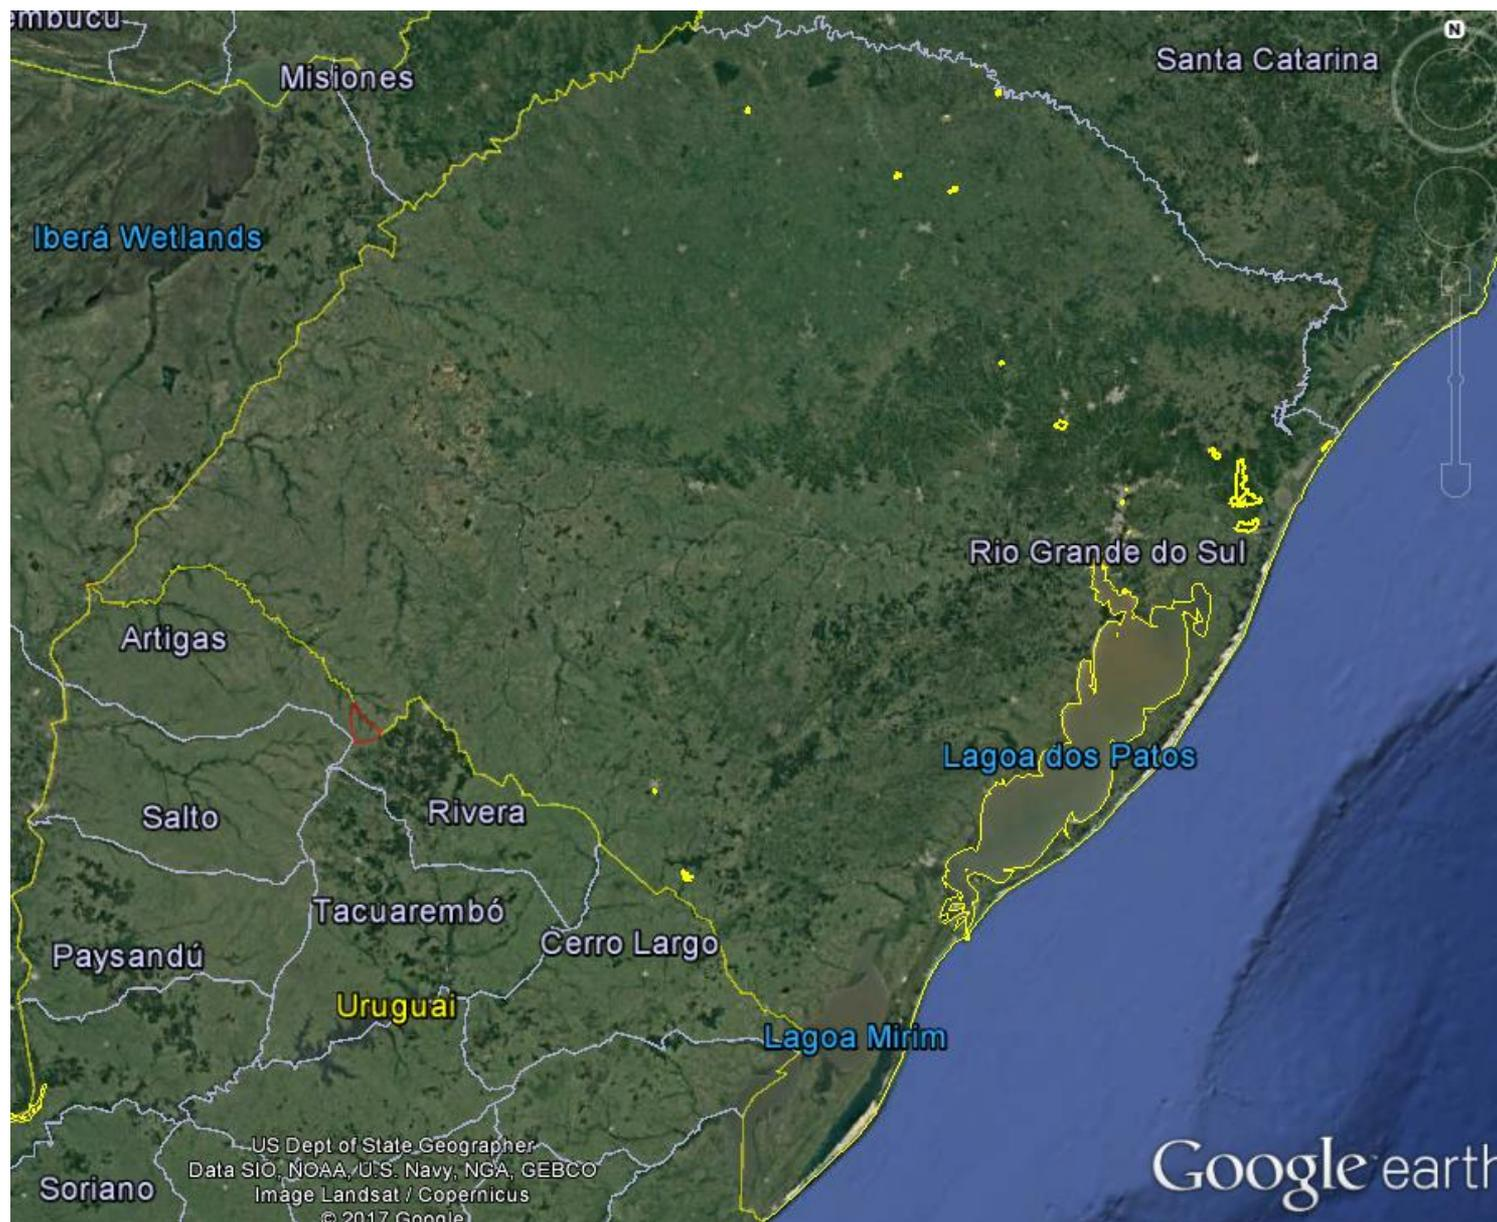 embucu
Misiones
N
Santa Catarina
Iberá Wetlands
Rio Grande do Sul
Artigas
Lagoa dos Patos
Salto
Rivera
Tacuarembó
Paysandú
Cerro Largo
Uruguai
Lagoa Mirim
US Dept of State Geographer
Data SIO, NOAA, U.S. Navy, NGA, GEBCO
Image Landsat / Copernicus
© 2017 Google
Soriano
Google earth